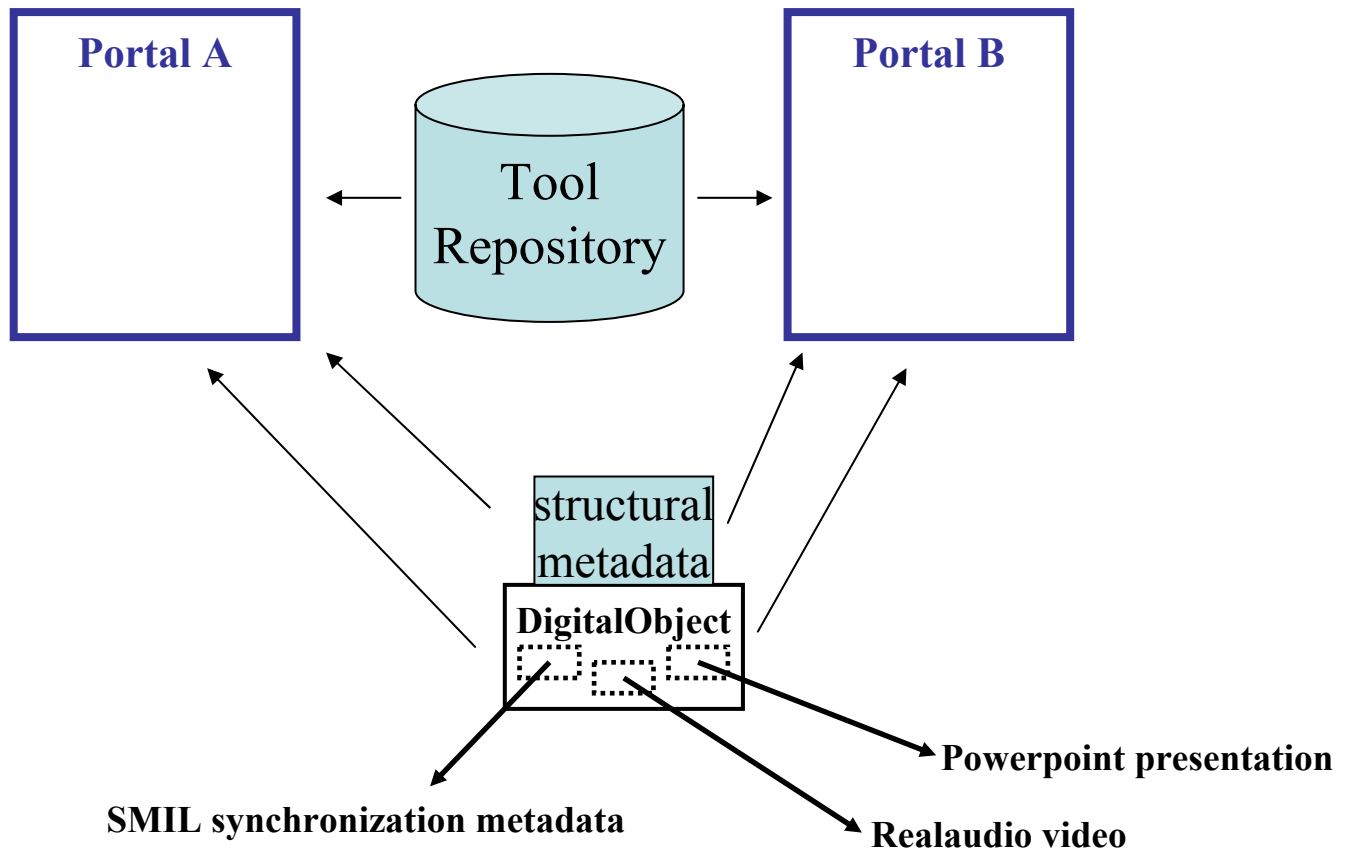 Portal A
Portal B
Tool
Repository
structural
metadata
DigitalObject
Powerpoint presentation
SMIL synchronization metadata
Realaudio video